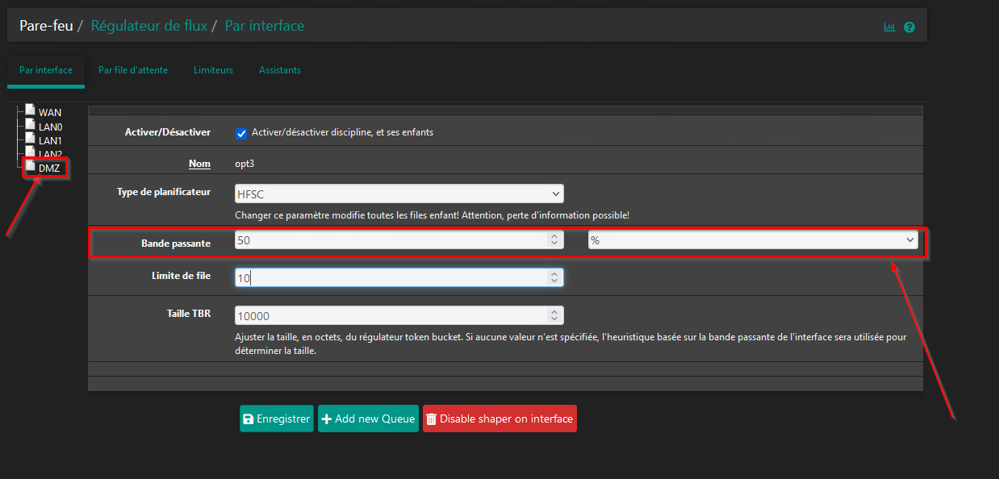 Pare-feu / Régulateur de flux / Par interface
Par interface Par file d'attente Limiteurs Assistants
WAN
LAN0
LAN1
LAN2
DMZ
Activer/Désactiver Activer/désactiver discipline, et ses enfants
Nom opt3
Type de planificateur HFSC
Changer ce paramètre modifie toutes les files enfant! Attention, perte d'information possible!
Bande passante 50 %
Limite de file 10
Taille TBR 10000
Ajuster la taille, en octets, du régulateur token bucket. Si aucune valeur n'est spécifiée, l'heuristique basée sur la bande passante de l'interface sera utilisée pour
déterminer la taille.
Enregistrer Add new Queue Disable shaper on interface